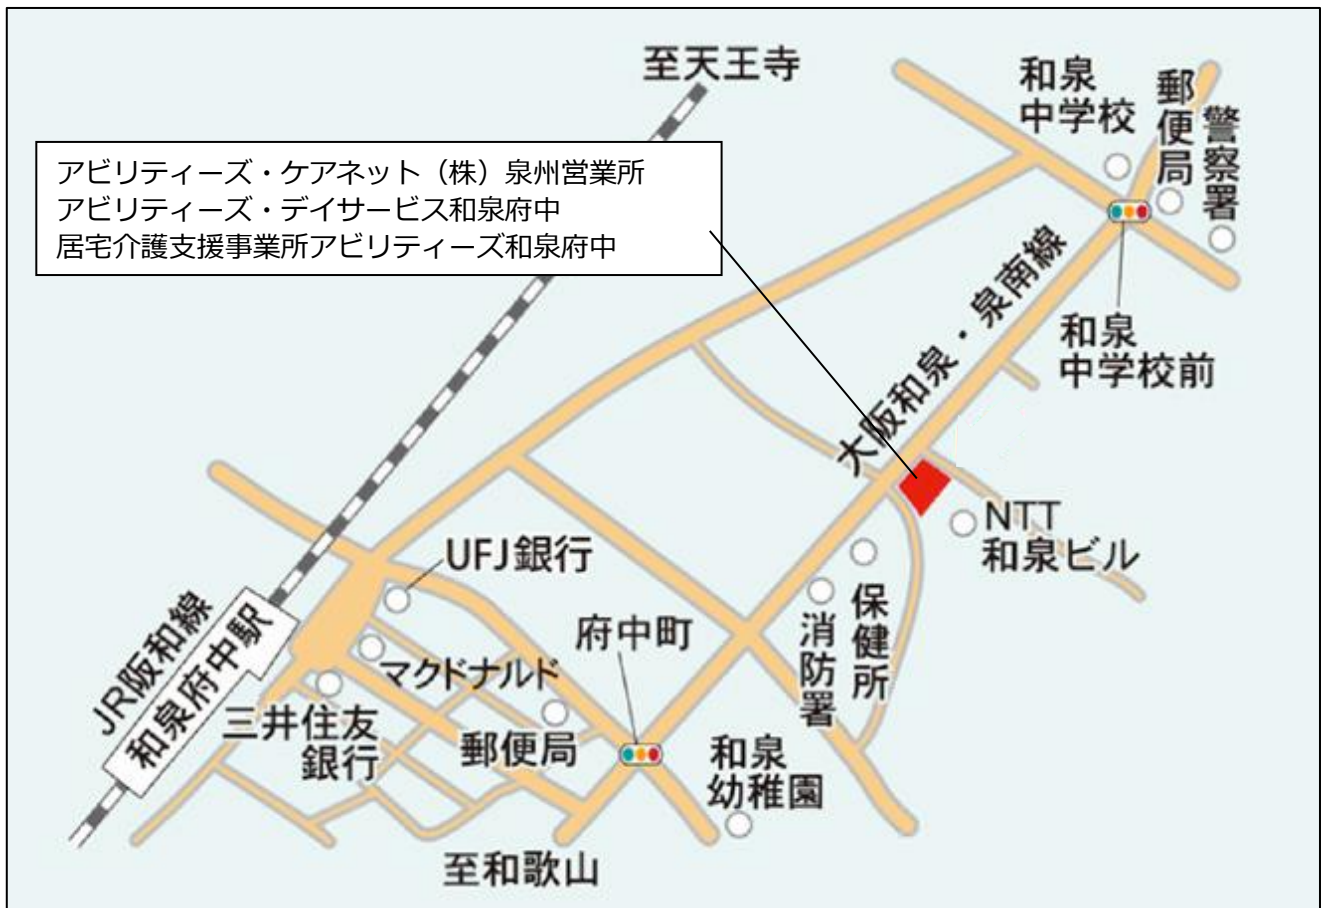 至天王寺
和泉
中学校
郵便局
警察署
アビリティーズ・ケアネット（株）泉州営業所
アビリティーズ・デイサービス和泉府中
居宅介護支援事業所アビリティーズ和泉府中
大阪和泉・泉南線
和泉
中学校前
NTT
和泉ビル
UFJ銀行
保健所
消防署
府中町
JR阪和線
和泉府中駅
マクドナルド
三井住友
銀行
郵便局
和泉
幼稚園
至和歌山